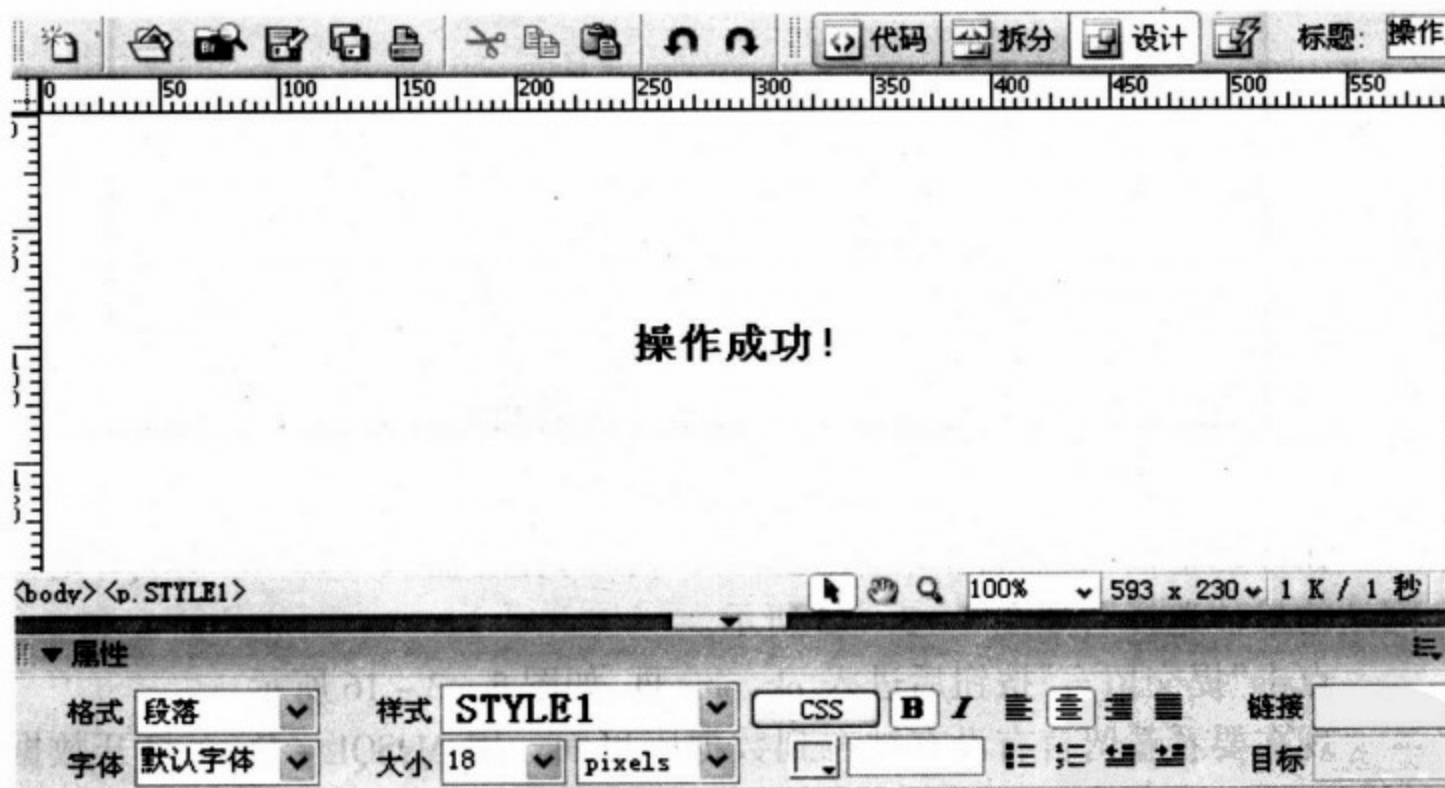 代码 拆分 设计 标题: 操作
0 50 100 150 200 250 300 350 400 450 500 550
操作成功!
<body> <p.STYLE1> 100% 593 x 230 1 K / 1 秒
属性
格式 段落 样式 STYLE1 CSS B I 链接
字体 默认字体 大小 18 pixels 目标